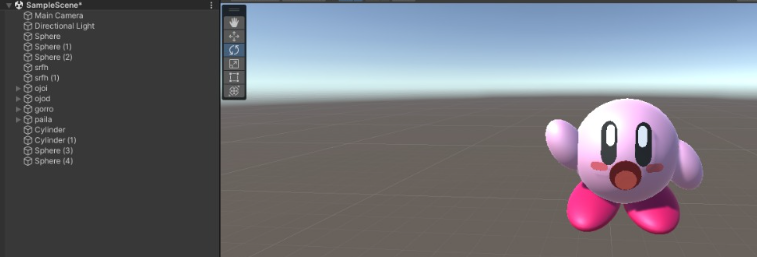 SampleScene*
Main Camera
Directional Light
Sphere
Sphere (1)
Sphere (2)
srfh
srfh (1)
ojoi
ojod
gorro
paila
Cylinder
Cylinder (1)
Sphere (3)
Sphere (4)